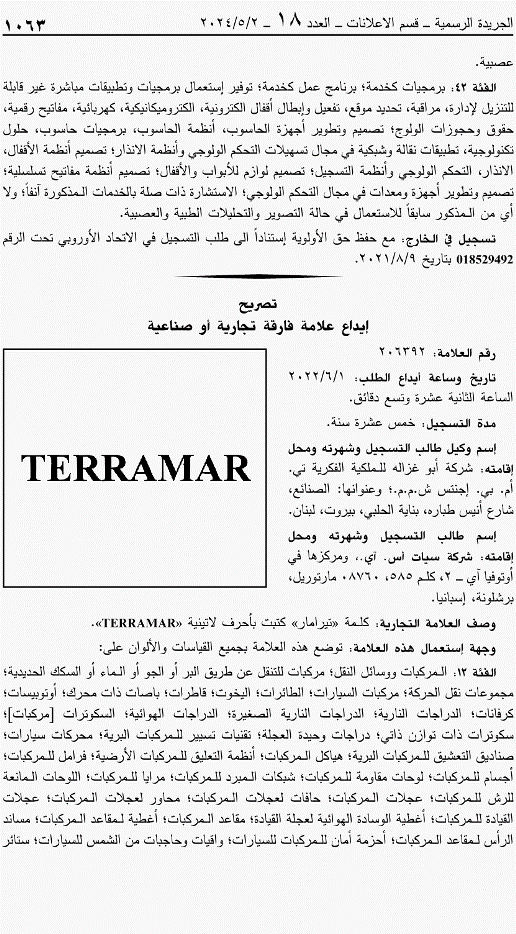 الجريدة الرسمية ــ قسم الاعلانات ــ العدد ١٨ ــ ٢٠٢٤/٥/٢
١٠٦٣
عصبية.
الفئة ٤٢: برمجيات كخدمة؛ برنامج عمل كخدمة؛ توفير إستعمال برمجيات وتطبيقات مباشرة غير قابلة
للتنزيل لإدارة، مراقبة، تحديد موقع، تفعيل وإبطال أقفال الكترونية، الكتروميكانيكية، كهربائية، مفاتيح رقمية،
حقوق وحجوزات الولوج؛ تصميم وتطوير أجهزة الحاسوب، أنظمة الحاسوب، برمجيات حاسوب، حلول
تكنولوجية، تطبيقات نقالة وشبكية في مجال تسهيلات التحكم الولوجي وأنظمة الانذار؛ تصميم أنظمة الأقفال،
الانذار، التحكم الولوجي وأنظمة التسجيل؛ تصميم لوازم للأبواب والأقفال؛ تصميم أنظمة مفاتيح تسلسلية؛
تصميم وتطوير أجهزة ومعدات في مجال التحكم الولوجي؛ الاستشارة ذات صلة بالخدمات المذكورة آنفاً؛ ولا
أي من المذكور سابقاً للاستعمال في حالة التصوير والتحليلات الطبية والعصبية.
تسجيل في الخارج: مع حفظ حق الأولوية إستناداً الى طلب التسجيل في الاتحاد الأوروبي تحت الرقم
018529492 بتاريخ ٢٠٢١/٨/٩.
تصريح
إيداع علامة فارقة تجارية أو صناعية
رقم العلامة: ٢٠٦٣٩٢
تاريخ وساعة أيداع الطلب: ٢٠٢٢/٦/١
الساعة الثانية عشرة وتسع دقائق.
مدة التسجيل: خمس عشرة سنة.
إسم وكيل طالب التسجيل وشهرته ومحل
إقامته: شركة أبو غزاله للملكية الفكرية تي.
أم. بي. إجنتس ش.م.م.؛ وعنوانها: الصنائع،
شارع أنيس طباره، بناية الحلبي، بيروت، لبنان.
إسم طالب التسجيل وشهرته ومحل
إقامته: شركة سيات أس. آي.، ومركزها في
أوتوفيا آي ــ ٢، كلم ٥٨٥، ٠٨٧٦٠ مارتوريل،
برشلونة، إسبانيا.
TERRAMAR
وصف العلامة التجارية: كلمة «تيرامار» كتبت بأحرف لاتينية «TERRAMAR».
وجهة إستعمال هذه العلامة: توضع هذه العلامة بجميع القياسات والألوان على:
الفئة ١٢: المركبات ووسائل النقل؛ مركبات للتنقل عن طريق البر أو الجو أو الماء أو السكك الحديدية؛
مجموعات نقل الحركة؛ مركبات السيارات؛ الطائرات؛ اليخوت؛ قاطرات؛ باصات ذات محرك؛ أوتوبيسات؛
كرفانات؛ الدراجات النارية؛ الدراجات النارية الصغيرة؛ الدراجات الهوائية؛ السكوترات [مركبات]؛
سكوترات ذات توازن ذاتي؛ دراجات وحيدة العجلة؛ تقنيات تسيير للمركبات البرية؛ محركات سيارات؛
صناديق التعشيق للمركبات البرية؛ هياكل المركبات؛ أنظمة التعليق للمركبات الأرضية؛ فرامل للمركبات؛
أجسام للمركبات؛ لوحات مقاومة للمركبات؛ شبكات المبرد للمركبات؛ مرايا للمركبات؛ اللوحات المانعة
للرش للمركبات؛ عجلات المركبات؛ حافات لعجلات المركبات؛ محاور لعجلات المركبات؛ عجلات
القيادة للمركبات؛ أغطية الوسادة الهوائية لعجلة القيادة؛ مقاعد المركبات؛ أغطية لمقاعد المركبات؛ مساند
الرأس لمقاعد المركبات؛ أحزمة أمان للمركبات للسيارات؛ واقيات وحاجبات من الشمس للسيارات؛ ستائر